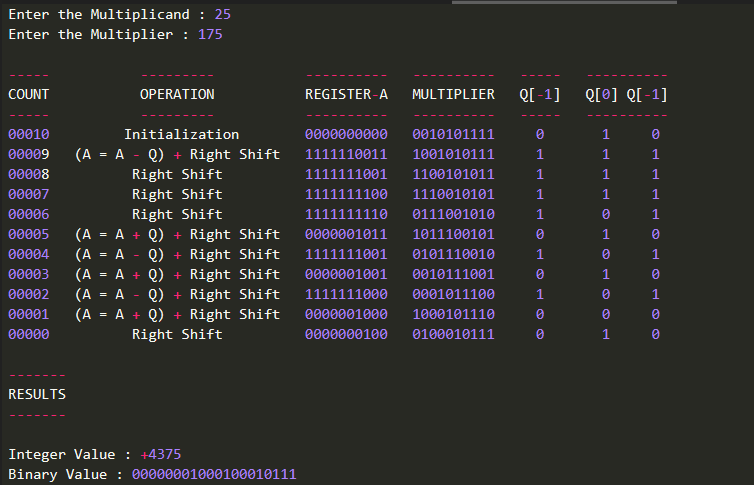 Enter the Multiplicand : 25
Enter the Multiplier : 175
----- --------- ---------- ---------- ----- ----------
COUNT OPERATION REGISTER-A MULTIPLIER Q[-1] Q[0] Q[-1]
----- --------- ---------- ---------- ----- ----------
00010 Initialization 0000000000 0010101111 0 1 0
00009 (A = A - Q) + Right Shift 1111110011 1001010111 1 1 1
00008 Right Shift 1111111001 1100101011 1 1 1
00007 Right Shift 1111111100 1110010101 1 1 1
00006 Right Shift 1111111110 0111001010 1 0 1
00005 (A = A + Q) + Right Shift 0000001011 1011100101 0 1 0
00004 (A = A - Q) + Right Shift 1111111001 0101110010 1 0 1
00003 (A = A + Q) + Right Shift 0000001001 0010111001 0 1 0
00002 (A = A - Q) + Right Shift 1111111000 0001011100 1 0 1
00001 (A = A + Q) + Right Shift 0000001000 1000101110 0 0 0
00000 Right Shift 0000000100 0100010111 0 1 0
-------
RESULTS
-------
Integer Value : +4375
Binary Value : 00000001000100010111